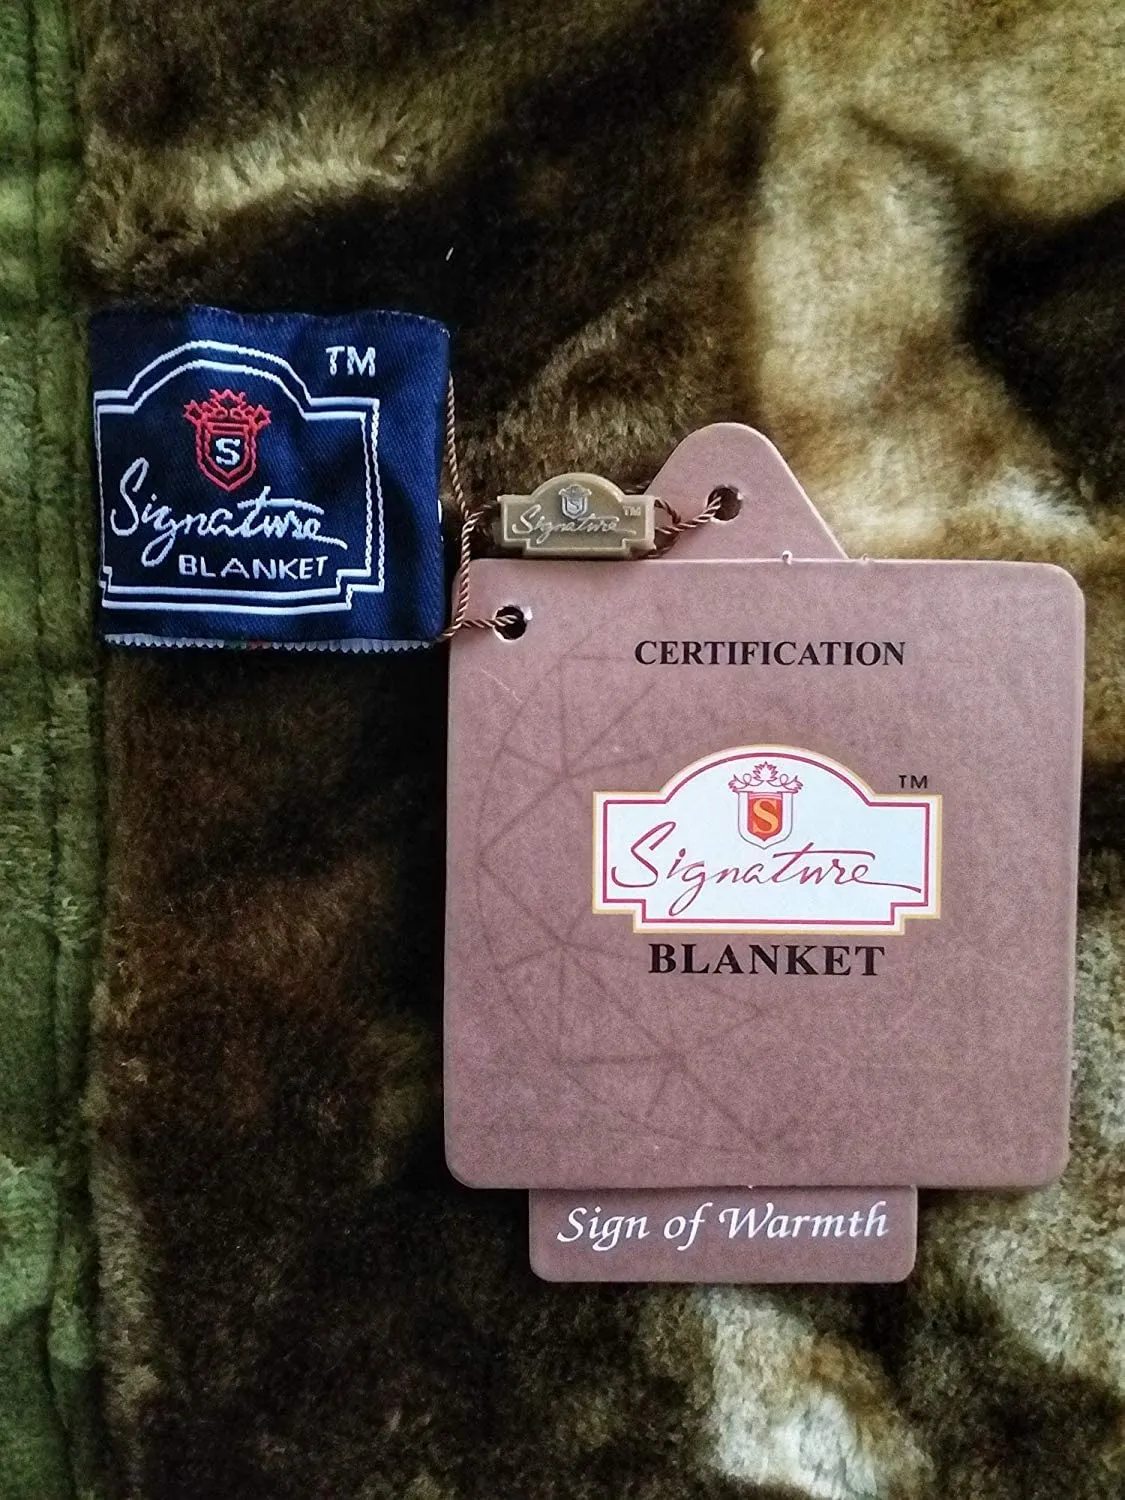 TM
S
Signature
BLANKET
Signature TM
CERTIFICATION
TM
S
Signature
BLANKET
Sign of Warmth